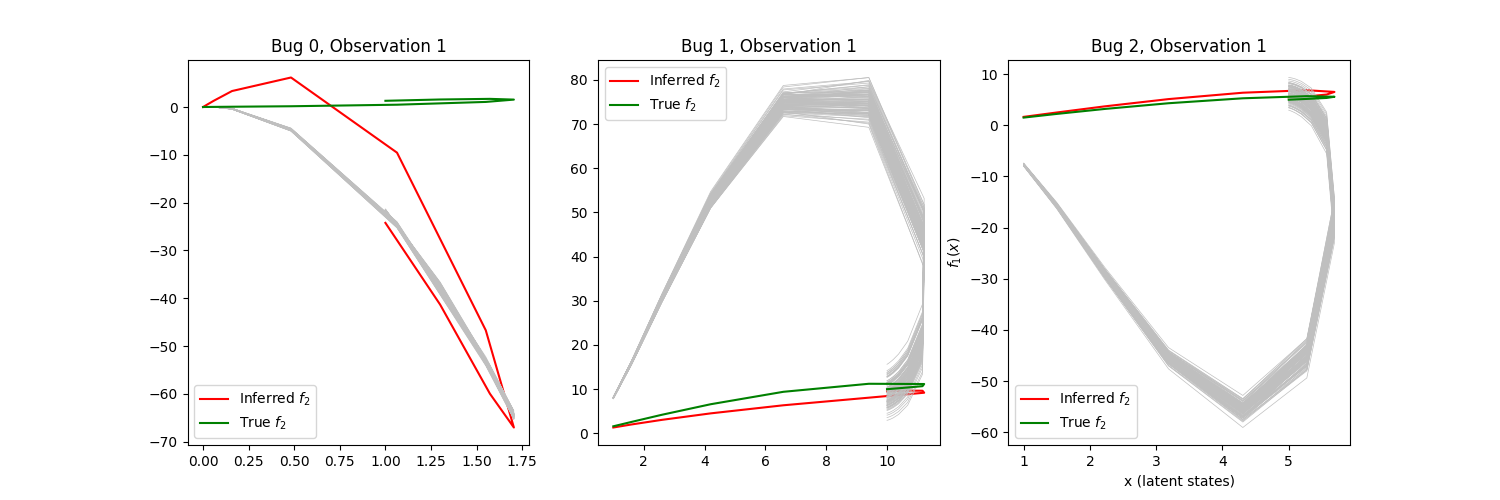 Bug 0, Observation 1
0
−10
−20
−30
−40
−50
−60
−70
0.00 0.25 0.50 0.75 1.00 1.25 1.50 1.75
Inferred f₂
True f₂
Bug 1, Observation 1
80
70
60
50
40
30
20
10
0
2 4 6 8 10
Inferred f₂
True f₂
Bug 2, Observation 1
f₁(x)
10
0
−10
−20
−30
−40
−50
−60
1 2 3 4 5
x (latent states)
Inferred f₂
True f₂